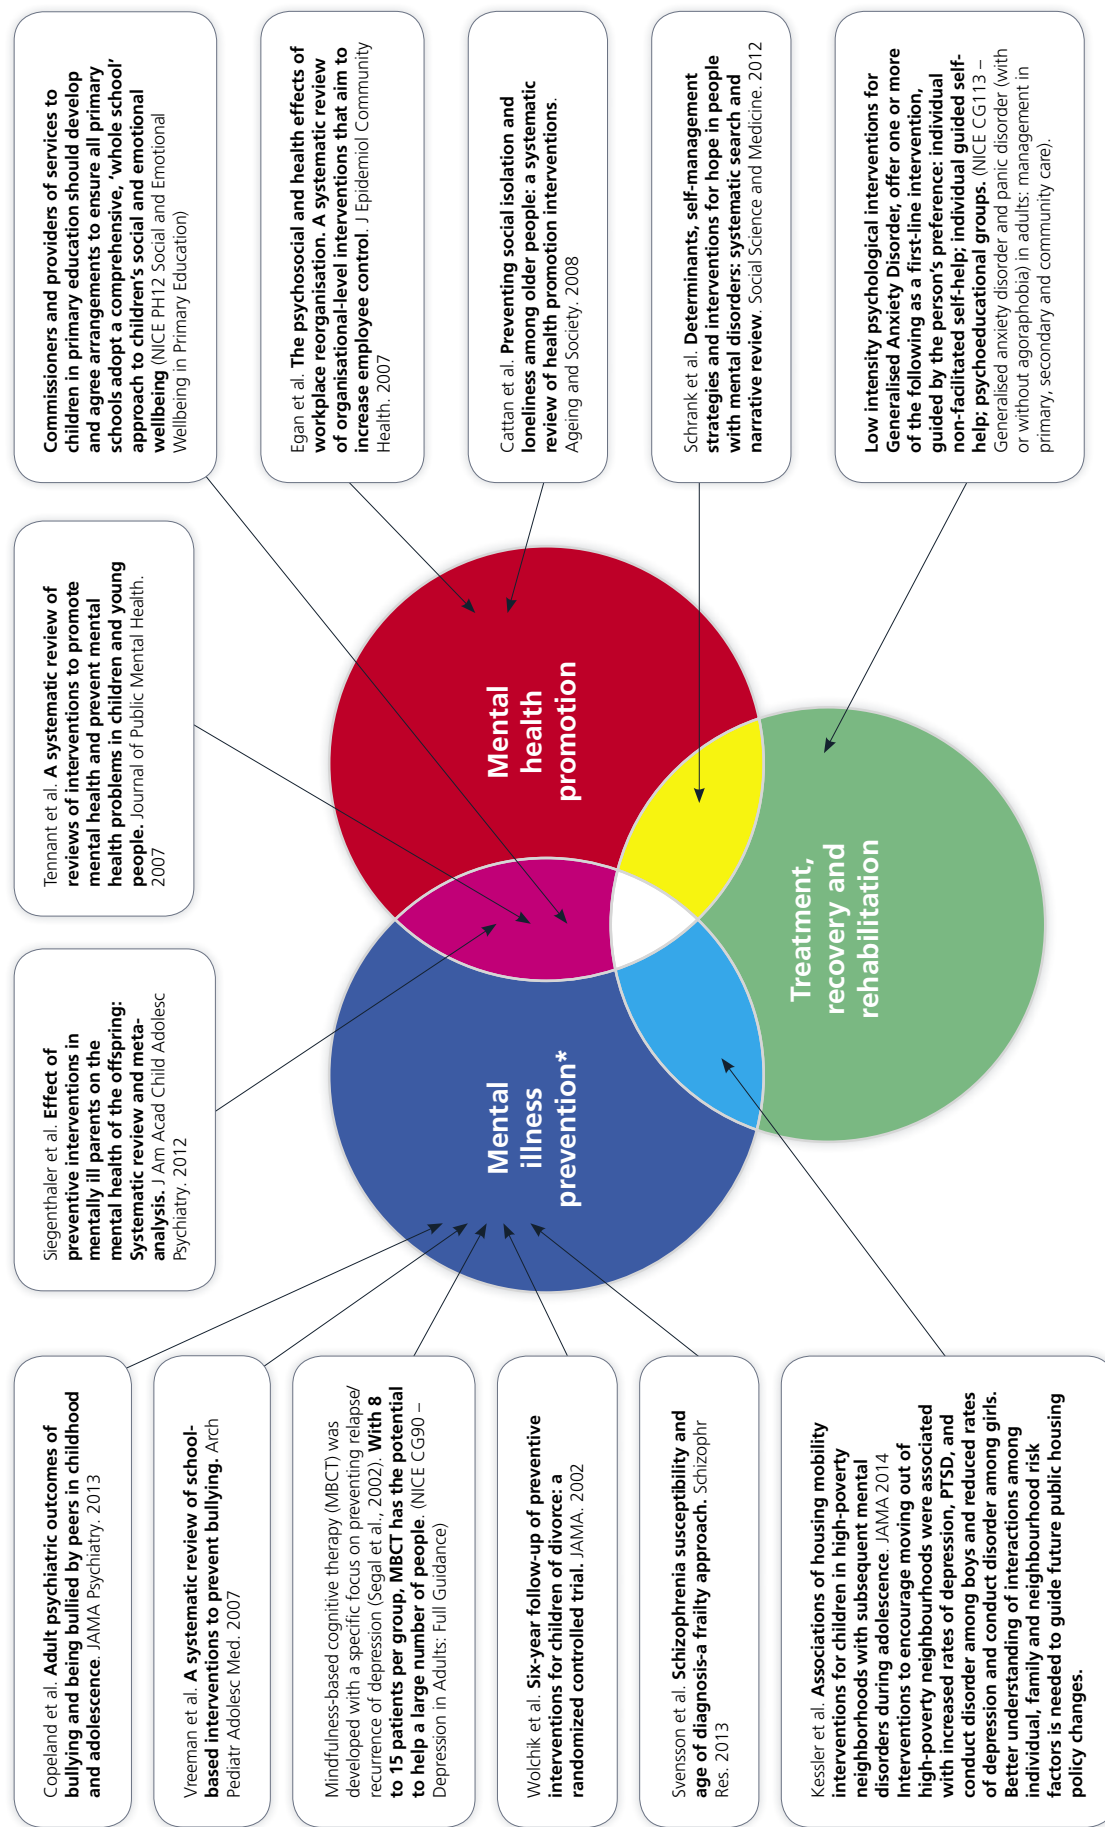 Copeland et al. Adult psychiatric outcomes of
bullying and being bullied by peers in childhood
and adolescence. JAMA Psychiatry. 2013
Vreeman et al. A systematic review of school-
based interventions to prevent bullying. Arch
Pediatr Adolesc Med. 2007
Mindfulness-based cognitive therapy (MBCT) was
developed with a specific focus on preventing relapse/
recurrence of depression (Segal et al., 2002). With 8
to 15 patients per group, MBCT has the potential
to help a large number of people. (NICE CG90 –
Depression in Adults: Full Guidance)
Wolchik et al. Six-year follow-up of preventive
interventions for children of divorce: a
randomized controlled trial. JAMA. 2002
Svensson et al. Schizophrenia susceptibility and
age of diagnosis-a frailty approach. Schizophr
Res. 2013
Kessler et al. Associations of housing mobility
interventions for children in high-poverty
neighborhoods with subsequent mental
disorders during adolescence. JAMA 2014
Interventions to encourage moving out of
high-poverty neighbourhoods were associated
with increased rates of depression, PTSD, and
conduct disorder among boys and reduced rates
of depression and conduct disorder among girls.
Better understanding of interactions among
individual, family and neighbourhood risk
factors is needed to guide future public housing
policy changes.
Siegenthaler et al. Effect of
preventive interventions in
mentally ill parents on the
mental health of the offspring:
Systematic review and meta-
analysis. J Am Acad Child Adolesc
Psychiatry. 2012
Tennant et al. A systematic review of
reviews of interventions to promote
mental health and prevent mental
health problems in children and young
people. Journal of Public Mental Health.
2007
Mental
illness
prevention*
Mental
health
promotion
Treatment,
recovery and
rehabilitation
Commissioners and providers of services to
children in primary education should develop
and agree arrangements to ensure all primary
schools adopt a comprehensive, ‘whole school’
approach to children’s social and emotional
wellbeing (NICE PH12 Social and Emotional
Wellbeing in Primary Education)
Egan et al. The psychosocial and health effects of
workplace reorganisation. A systematic review
of organisational-level interventions that aim to
increase employee control. J Epidemiol Community
Health. 2007
Cattan et al. Preventing social isolation and
loneliness among older people: a systematic
review of health promotion interventions.
Ageing and Society. 2008
Schrank et al. Determinants, self-management
strategies and interventions for hope in people
with mental disorders: systematic search and
narrative review. Social Science and Medicine. 2012
Low intensity psychological interventions for
Generalised Anxiety Disorder, offer one or more
of the following as a first-line intervention,
guided by the person’s preference: individual
non-facilitated self-help; individual guided self-
help; psychoeducational groups. (NICE CG113 –
Generalised anxiety disorder and panic disorder (with
or without agoraphobia) in adults: management in
primary, secondary and community care).